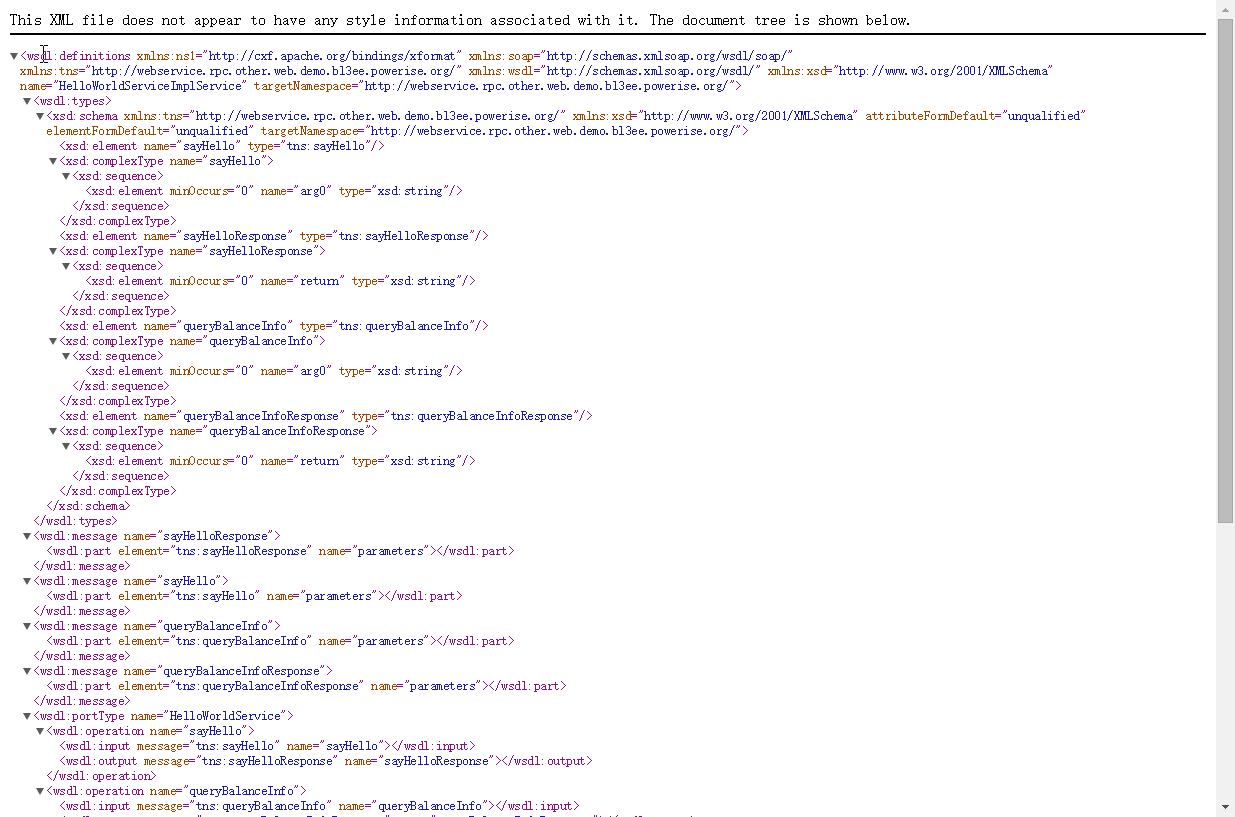 This XML file does not appear to have any style information associated with it. The document tree is shown below.
▼<wsdl:definitions xmlns:ns1="http://cxf.apache.org/bindings/xformat" xmlns:soap="http://schemas.xmlsoap.org/wsdl/soap/"
xmlns:tns="http://webservice.rpc.other.web.demo.bl3ee.powerise.org/" xmlns:wsdl="http://schemas.xmlsoap.org/wsdl/" xmlns:xsd="http://www.w3.org/2001/XMLSchema"
name="HelloWorldServiceImplService" targetNamespace="http://webservice.rpc.other.web.demo.bl3ee.powerise.org/">
▼<wsdl:types>
▼<xsd:schema xmlns:tns="http://webservice.rpc.other.web.demo.bl3ee.powerise.org/" xmlns:xsd="http://www.w3.org/2001/XMLSchema" attributeFormDefault="unqualified"
elementFormDefault="unqualified" targetNamespace="http://webservice.rpc.other.web.demo.bl3ee.powerise.org/">
<xsd:element name="sayHello" type="tns:sayHello"/>
▼<xsd:complexType name="sayHello">
▼<xsd:sequence>
<xsd:element minOccurs="0" name="arg0" type="xsd:string"/>
</xsd:sequence>
</xsd:complexType>
<xsd:element name="sayHelloResponse" type="tns:sayHelloResponse"/>
▼<xsd:complexType name="sayHelloResponse">
▼<xsd:sequence>
<xsd:element minOccurs="0" name="return" type="xsd:string"/>
</xsd:sequence>
</xsd:complexType>
<xsd:element name="queryBalanceInfo" type="tns:queryBalanceInfo"/>
▼<xsd:complexType name="queryBalanceInfo">
▼<xsd:sequence>
<xsd:element minOccurs="0" name="arg0" type="xsd:string"/>
</xsd:sequence>
</xsd:complexType>
<xsd:element name="queryBalanceInfoResponse" type="tns:queryBalanceInfoResponse"/>
▼<xsd:complexType name="queryBalanceInfoResponse">
▼<xsd:sequence>
<xsd:element minOccurs="0" name="return" type="xsd:string"/>
</xsd:sequence>
</xsd:complexType>
</xsd:schema>
</wsdl:types>
▼<wsdl:message name="sayHelloResponse">
<wsdl:part element="tns:sayHelloResponse" name="parameters"></wsdl:part>
</wsdl:message>
▼<wsdl:message name="sayHello">
<wsdl:part element="tns:sayHello" name="parameters"></wsdl:part>
</wsdl:message>
▼<wsdl:message name="queryBalanceInfo">
<wsdl:part element="tns:queryBalanceInfo" name="parameters"></wsdl:part>
</wsdl:message>
▼<wsdl:message name="queryBalanceInfoResponse">
<wsdl:part element="tns:queryBalanceInfoResponse" name="parameters"></wsdl:part>
</wsdl:message>
▼<wsdl:portType name="HelloWorldService">
▼<wsdl:operation name="sayHello">
<wsdl:input message="tns:sayHello" name="sayHello"></wsdl:input>
<wsdl:output message="tns:sayHelloResponse" name="sayHelloResponse"></wsdl:output>
</wsdl:operation>
▼<wsdl:operation name="queryBalanceInfo">
<wsdl:input message="tns:queryBalanceInfo" name="queryBalanceInfo"></wsdl:input>